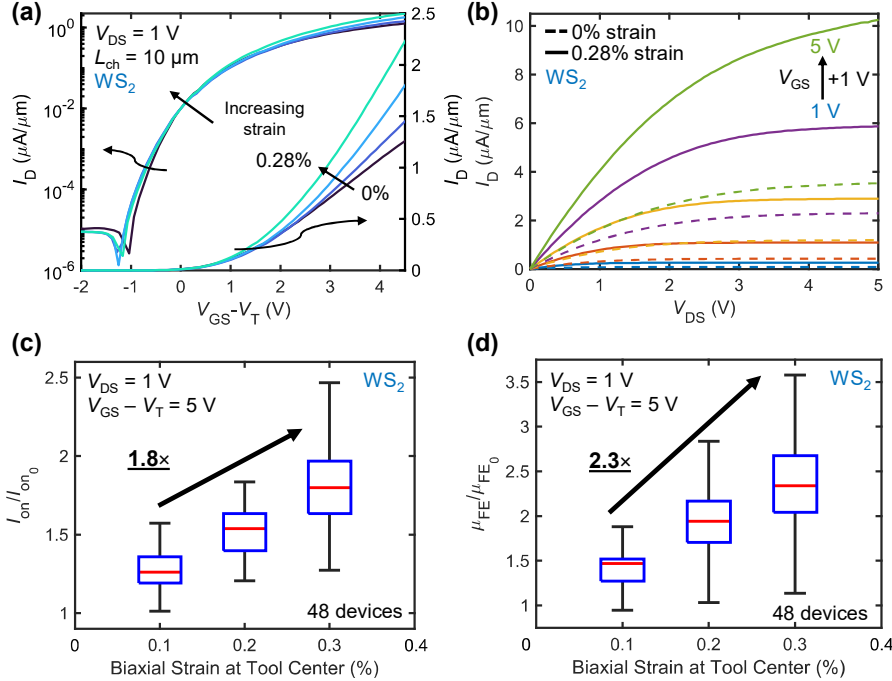 (a)
V_DS = 1 V
L_ch = 10 μm
WS₂
Increasing
strain
0.28%
0%
10⁰
10⁻²
10⁻⁴
10⁻⁶
I_D (μA/μm)
2.5
2
1.5
1
0.5
0
I_D (μA/μm)
-2 -1 0 1 2 3 4
V_GS-V_T (V)
(b)
0% strain
0.28% strain
WS₂
5 V
V_GS +1 V
1 V
10
8
6
4
2
0
I_D (μA/μm)
0 1 2 3 4 5
V_DS (V)
(c)
V_DS = 1 V
V_GS – V_T = 5 V
WS₂
1.8×
48 devices
2.5
2
1.5
1
I_on/I_on₀
0 0.1 0.2 0.3 0.4
Biaxial Strain at Tool Center (%)
(d)
V_DS = 1 V
V_GS – V_T = 5 V
WS₂
2.3×
48 devices
3.5
3
2.5
2
1.5
1
μ_FE/μ_FE₀
0 0.1 0.2 0.3 0.4
Biaxial Strain at Tool Center (%)